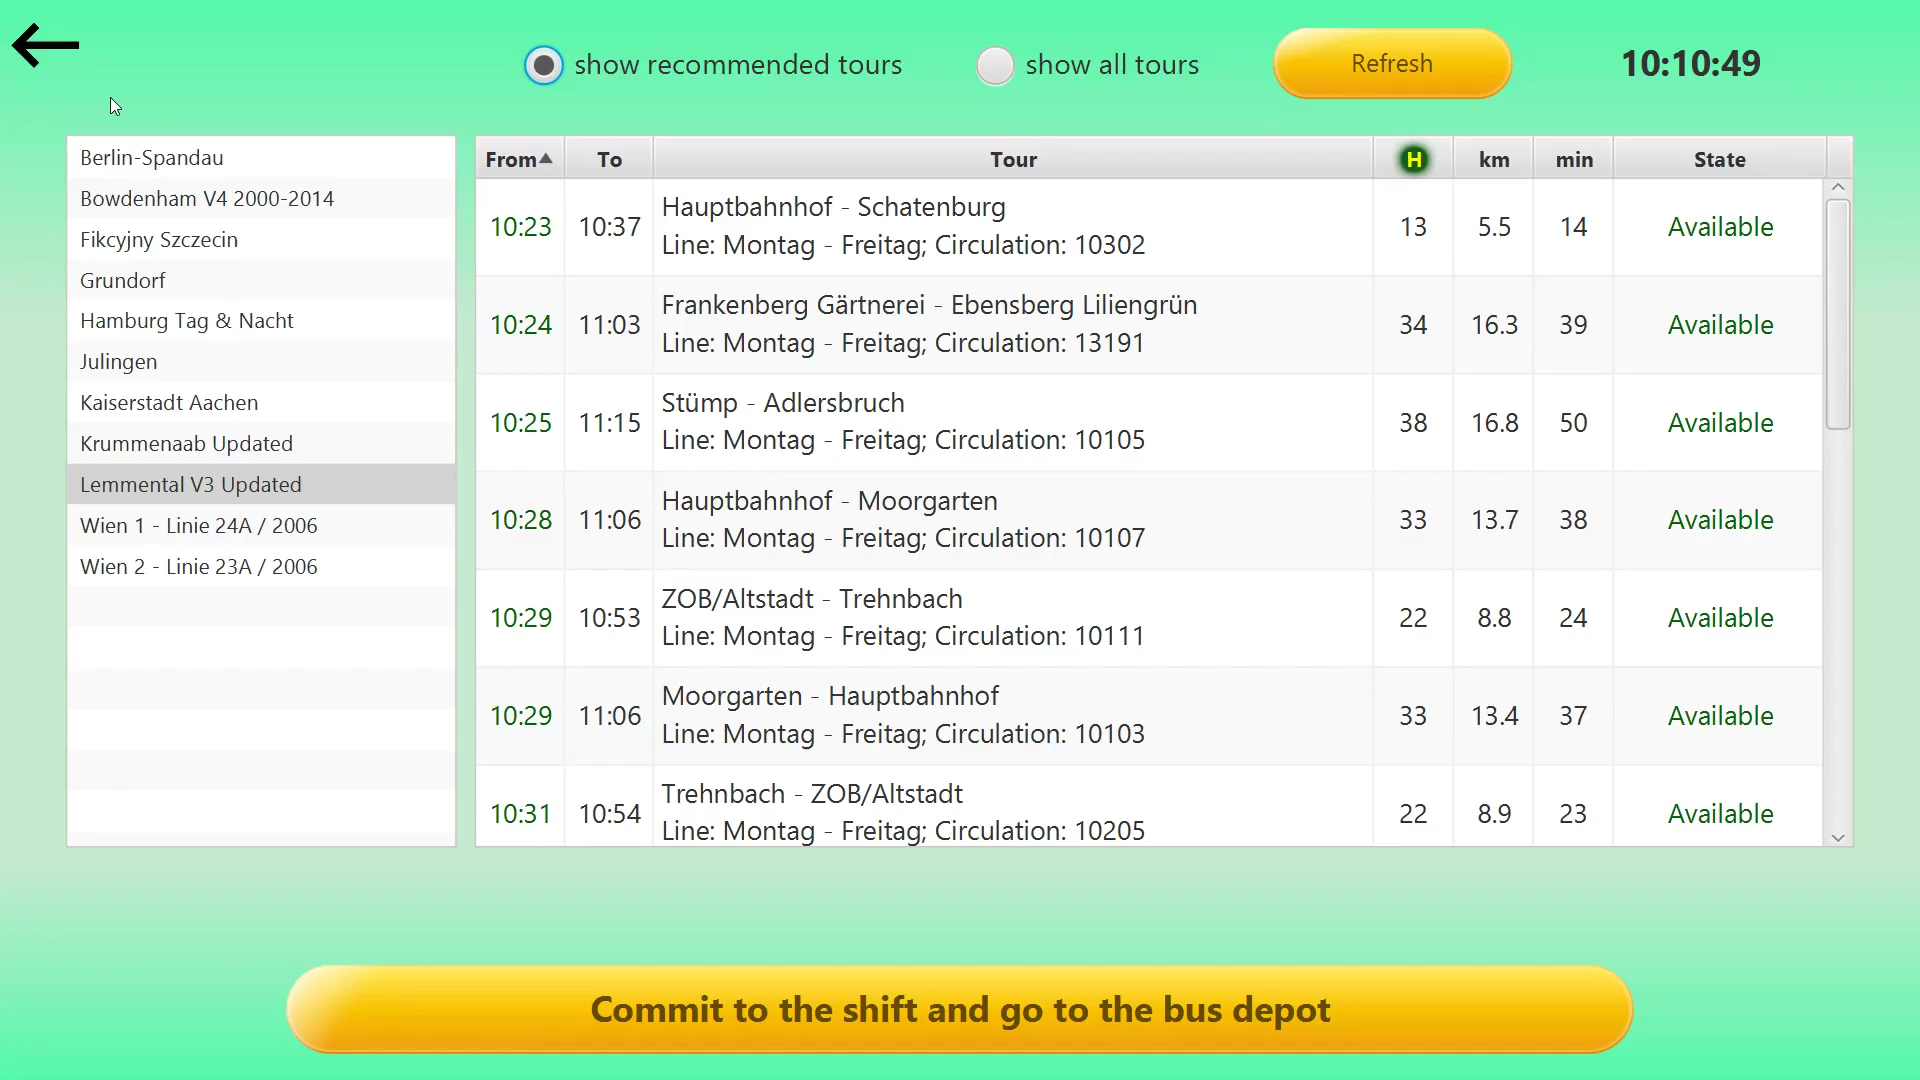 show recommended tours
show all tours
Refresh
10:10:49
Berlin-Spandau
Bowdenham V4 2000-2014
Fikcyjny Szczecin
Grundorf
Hamburg Tag & Nacht
Julingen
Kaiserstadt Aachen
Krummenaab Updated
Lemmental V3 Updated
Wien 1 - Linie 24A / 2006
Wien 2 - Linie 23A / 2006
From To Tour H km min State
10:23 10:37 Hauptbahnhof - Schatenburg 13 5.5 14 Available
Line: Montag - Freitag; Circulation: 10302
10:24 11:03 Frankenberg Gärtnerei - Ebensberg Liliengrün 34 16.3 39 Available
Line: Montag - Freitag; Circulation: 13191
10:25 11:15 Stümp - Adlersbruch 38 16.8 50 Available
Line: Montag - Freitag; Circulation: 10105
10:28 11:06 Hauptbahnhof - Moorgarten 33 13.7 38 Available
Line: Montag - Freitag; Circulation: 10107
10:29 10:53 ZOB/Altstadt - Trehnbach 22 8.8 24 Available
Line: Montag - Freitag; Circulation: 10111
10:29 11:06 Moorgarten - Hauptbahnhof 33 13.4 37 Available
Line: Montag - Freitag; Circulation: 10103
10:31 10:54 Trehnbach - ZOB/Altstadt 22 8.9 23 Available
Line: Montag - Freitag; Circulation: 10205
Commit to the shift and go to the bus depot